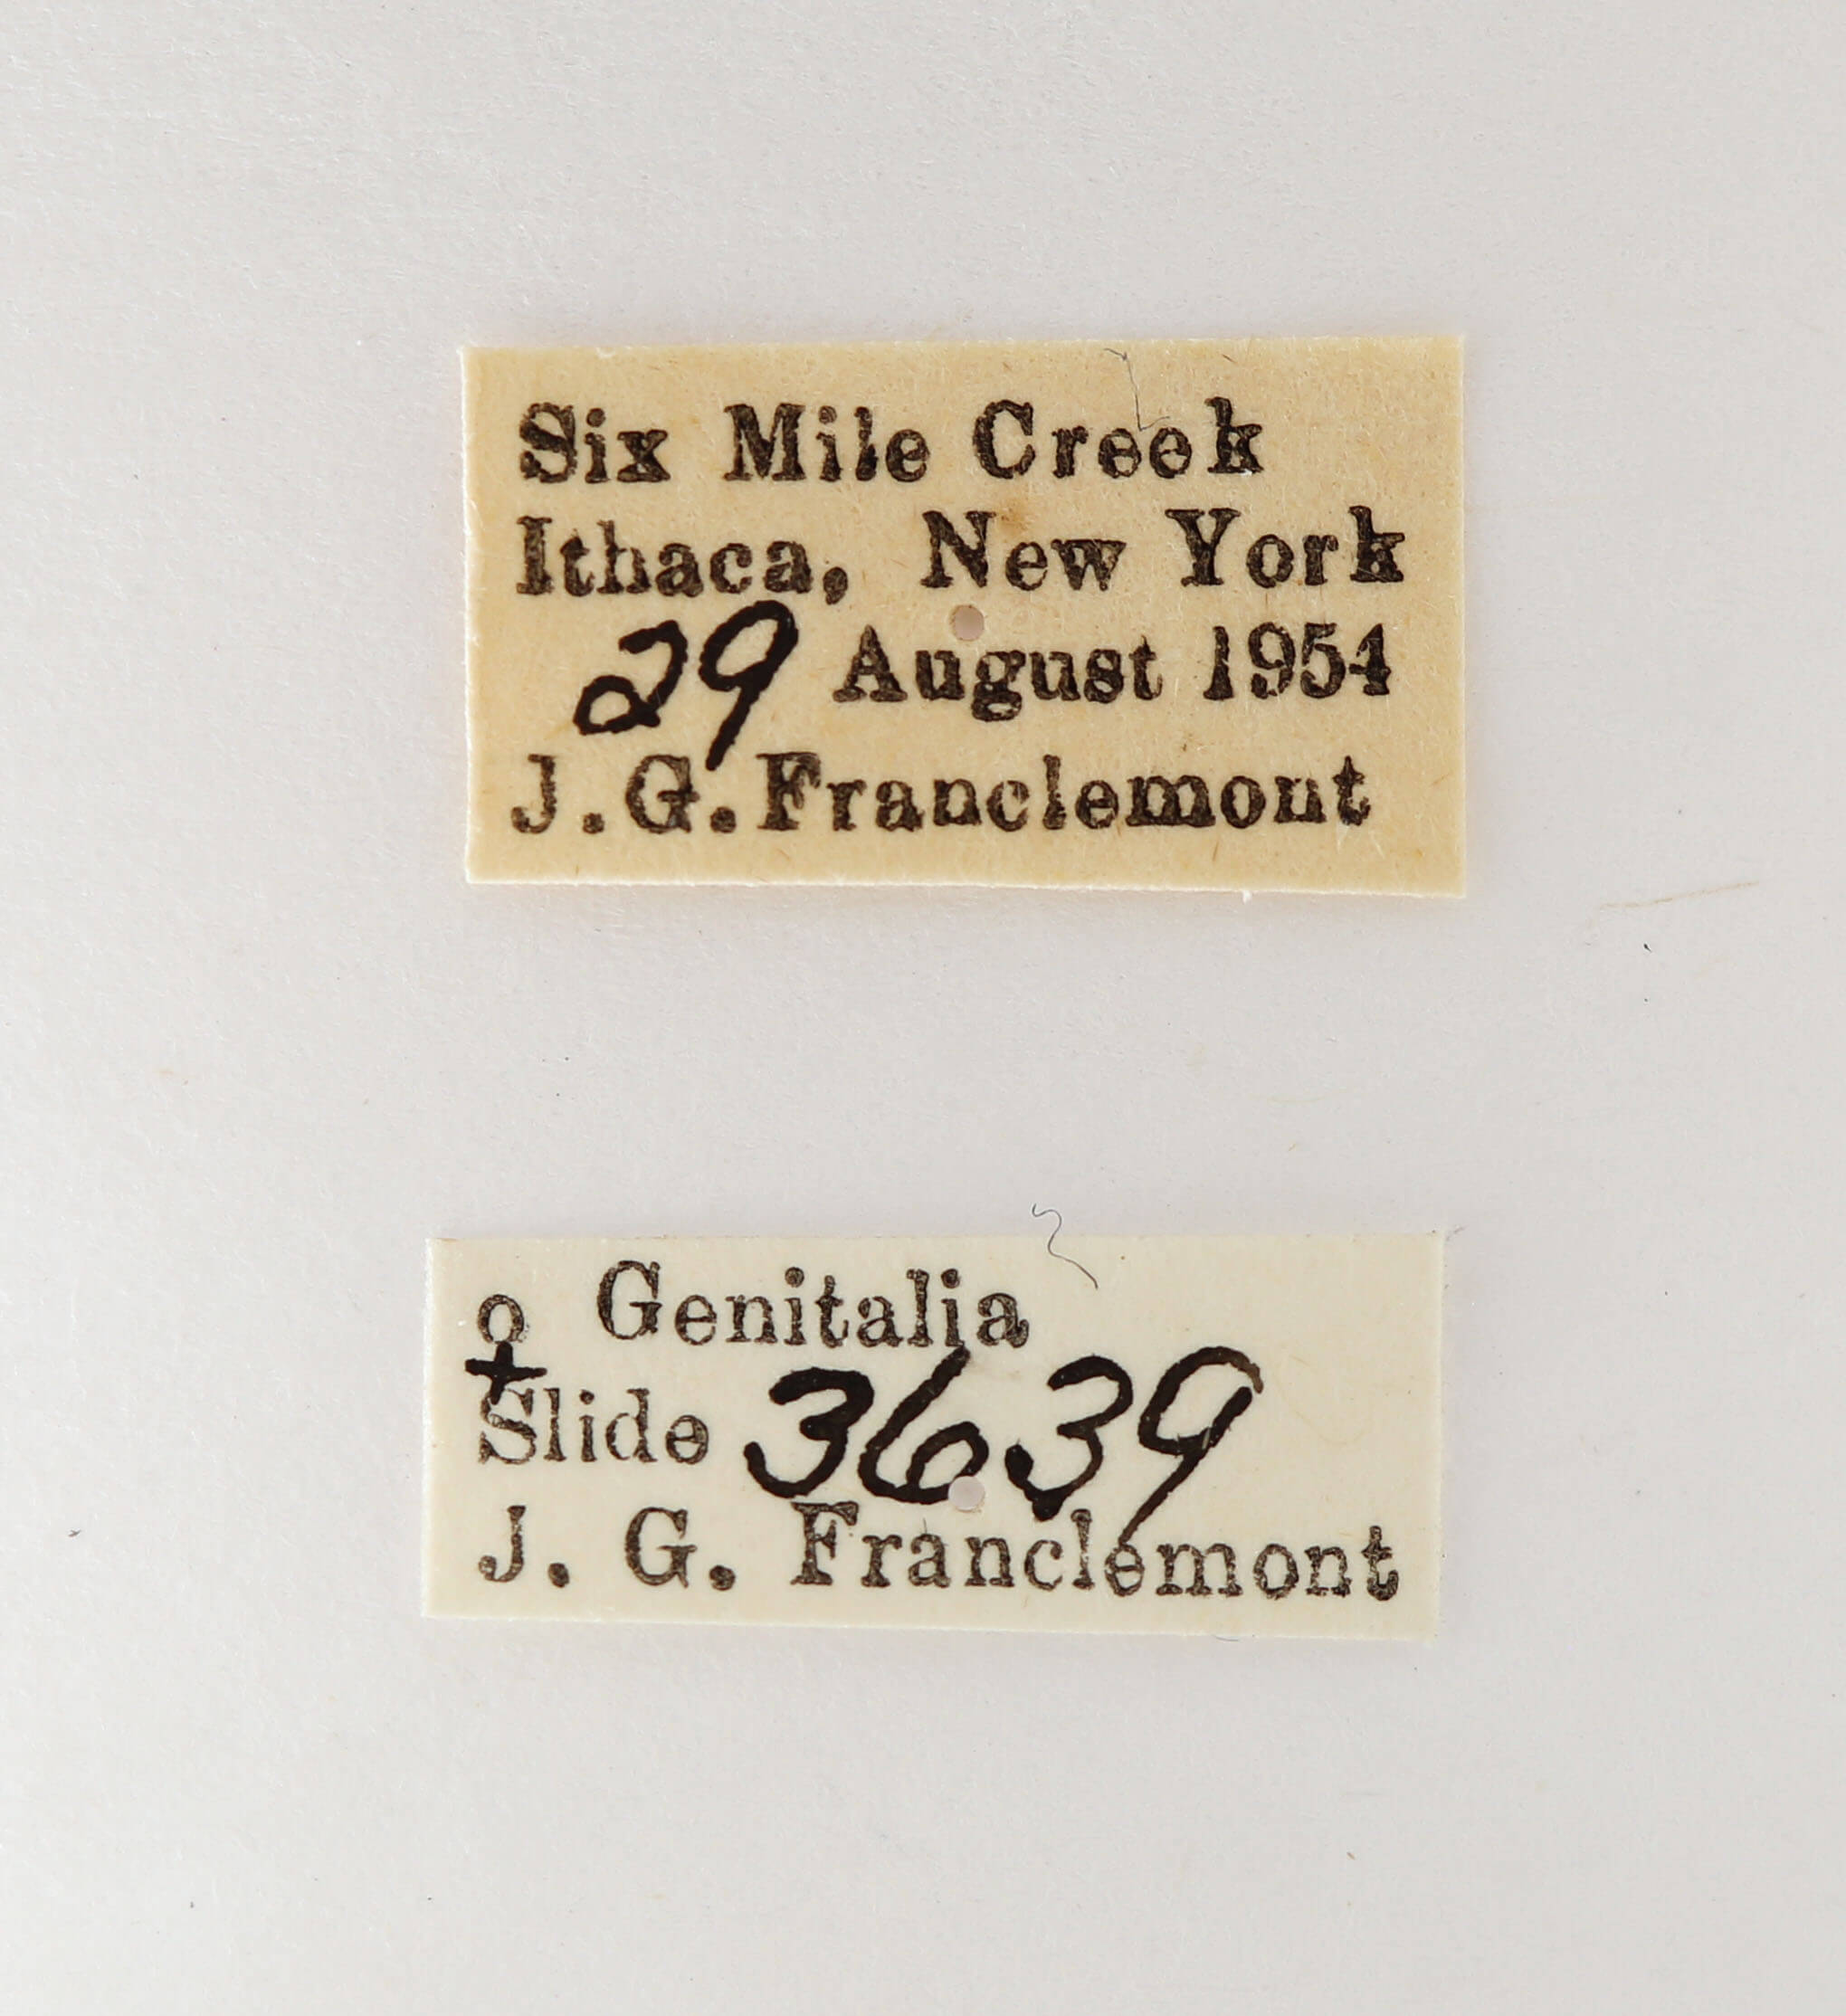 Six Mile Creek
Ithaca, New York
29 August 1954
J.G.Franclemont
♀ Genitalia
Slide 3639
J. G. Franclemont